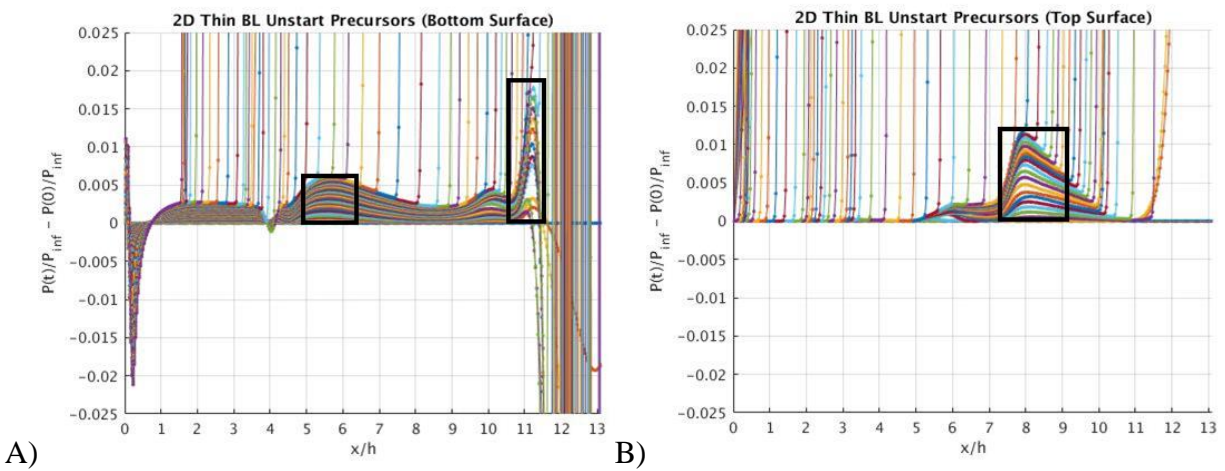 2D Thin BL Unstart Precursors (Bottom Surface)
P(t)/P_inf − P(0)/P_inf
0.025
0.02
0.015
0.01
0.005
0
−0.005
−0.01
−0.015
−0.02
−0.025
0 1 2 3 4 5 6 7 8 9 10 11 12 13
x/h
A)
2D Thin BL Unstart Precursors (Top Surface)
P(t)/P_inf − P(0)/P_inf
0.025
0.02
0.015
0.01
0.005
0
−0.005
−0.01
−0.015
−0.02
−0.025
0 1 2 3 4 5 6 7 8 9 10 11 12 13
x/h
B)